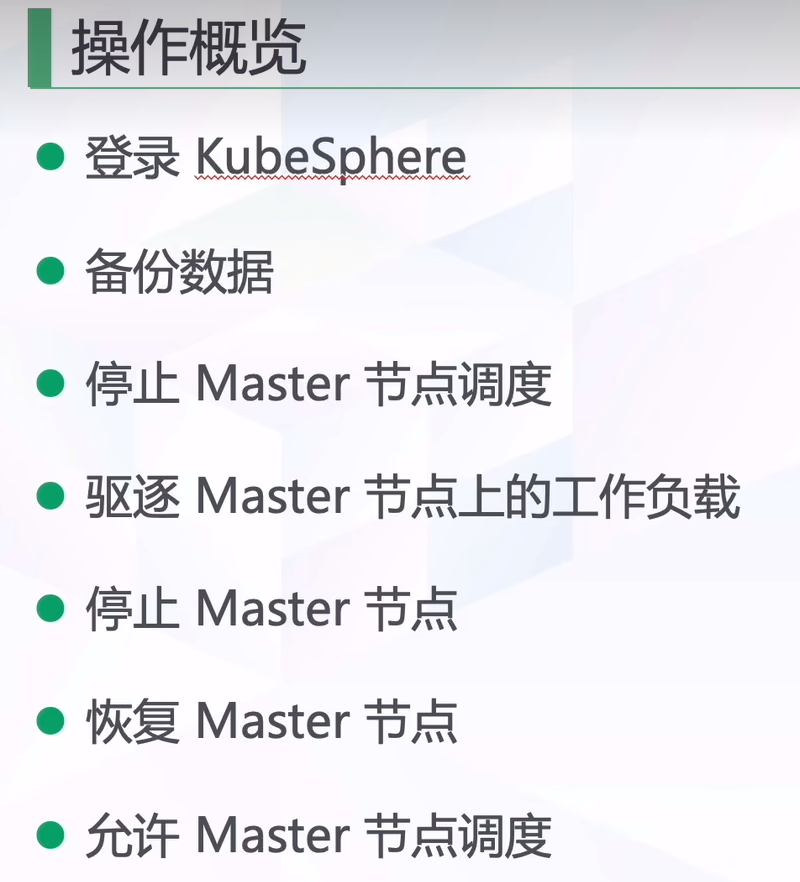 操作概览
登录 KubeSphere
备份数据
停止 Master 节点调度
驱逐 Master 节点上的工作负载
停止 Master 节点
恢复 Master 节点
允许 Master 节点调度